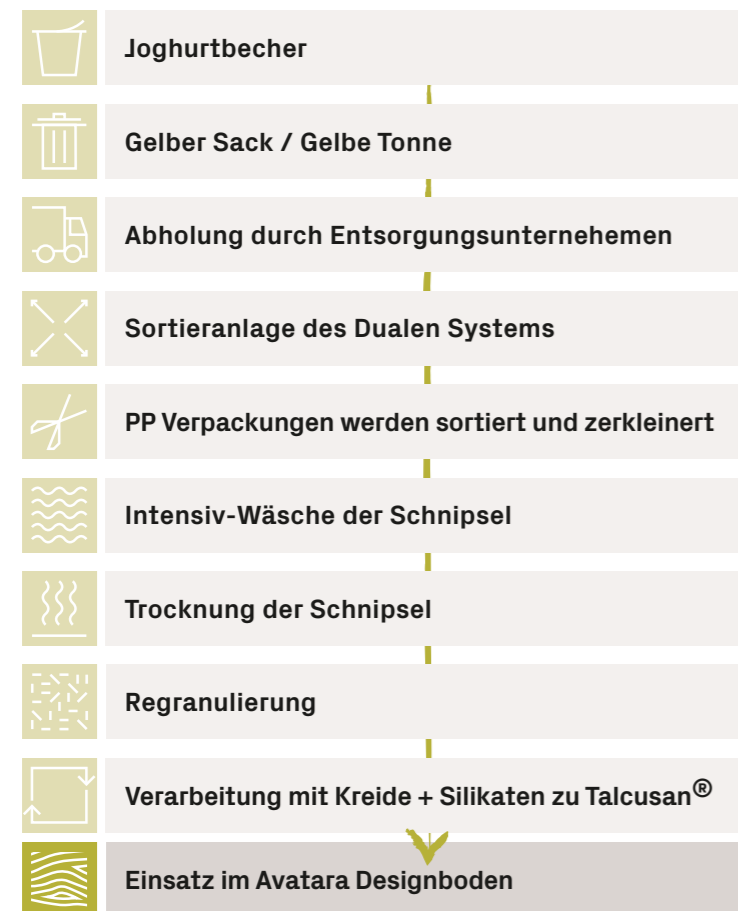 Joghurtbecher
Gelber Sack / Gelbe Tonne
Abholung durch Entsorgungsunternehemen
Sortieranlage des Dualen Systems
PP Verpackungen werden sortiert und zerkleinert
Intensiv-Wäsche der Schnipsel
Trocknung der Schnipsel
Regranulierung
Verarbeitung mit Kreide + Silikaten zu Talcusan®
Einsatz im Avatara Designboden